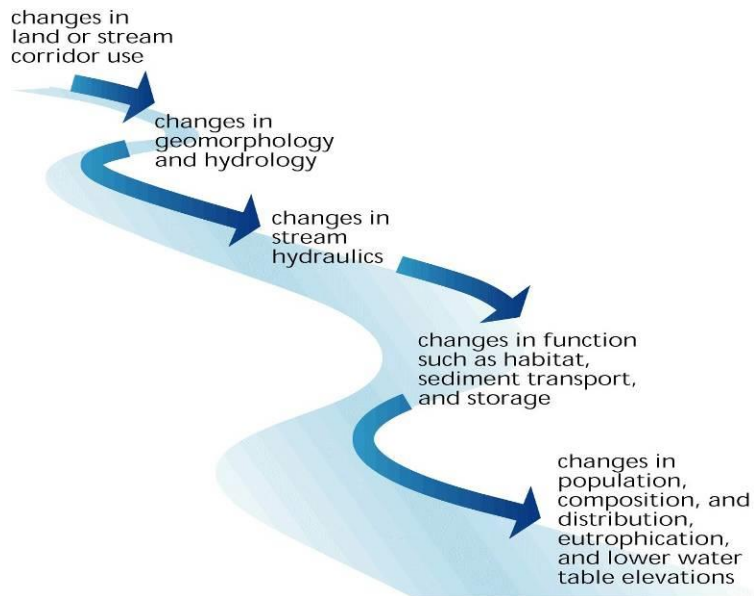 changes in
land or stream
corridor use
changes in
geomorphology
and hydrology
changes in
stream
hydraulics
changes in function
such as habitat,
sediment transport,
and storage
changes in
population,
composition, and
distribution,
eutrophication,
and lower water
table elevations